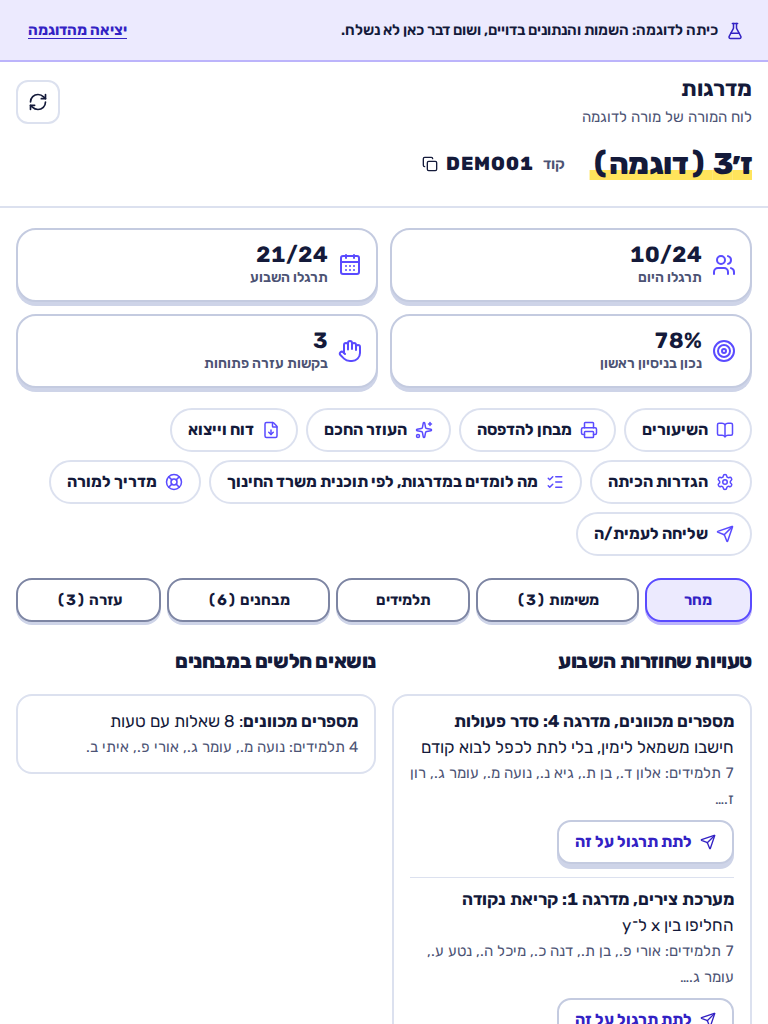 כיתה לדוגמה: השמות והנתונים בדויים, ושום דבר כאן לא נשלח.
יציאה מהדוגמה
מדרגות
לוח המורה של מורה לדוגמה
ז׳3 (דוגמה)
קוד DEM001
10/24
תרגלו היום
21/24
תרגלו השבוע
78%
נכון בניסיון ראשון
3
בקשות עזרה פתוחות
השיעורים
מבחן להדפסה
העוזר החכם
דוח וייצוא
הגדרות הכיתה
מה לומדים במדרגות, לפי תוכנית משרד החינוך
מדריך למורה
שליחה לעמית/ה
מחר
משימות (3)
תלמידים
מבחנים (6)
עזרה (3)
טעויות שחוזרות השבוע
מספרים מכוונים, מדרגה 4: סדר פעולות
חישבו משמאל לימין, בלי לתת לכפל לבוא קודם
7 תלמידים: אלון ד., בן ת., גיא נ., נועה מ., עומר ג., רון
ז.…
לתת תרגול על זה
מערכת צירים, מדרגה 1: קריאת נקודה
החליפו בין x ל־y
7 תלמידים: אורי פ., בן ת., דנה כ., מיכל ה., נטע ע.,
עומר ג.…
לתת תרגול על זה
נושאים חלשים במבחנים
מספרים מכוונים: 8 שאלות עם טעות
4 תלמידים: נועה מ., עומר ג., אורי פ., איתי ב.